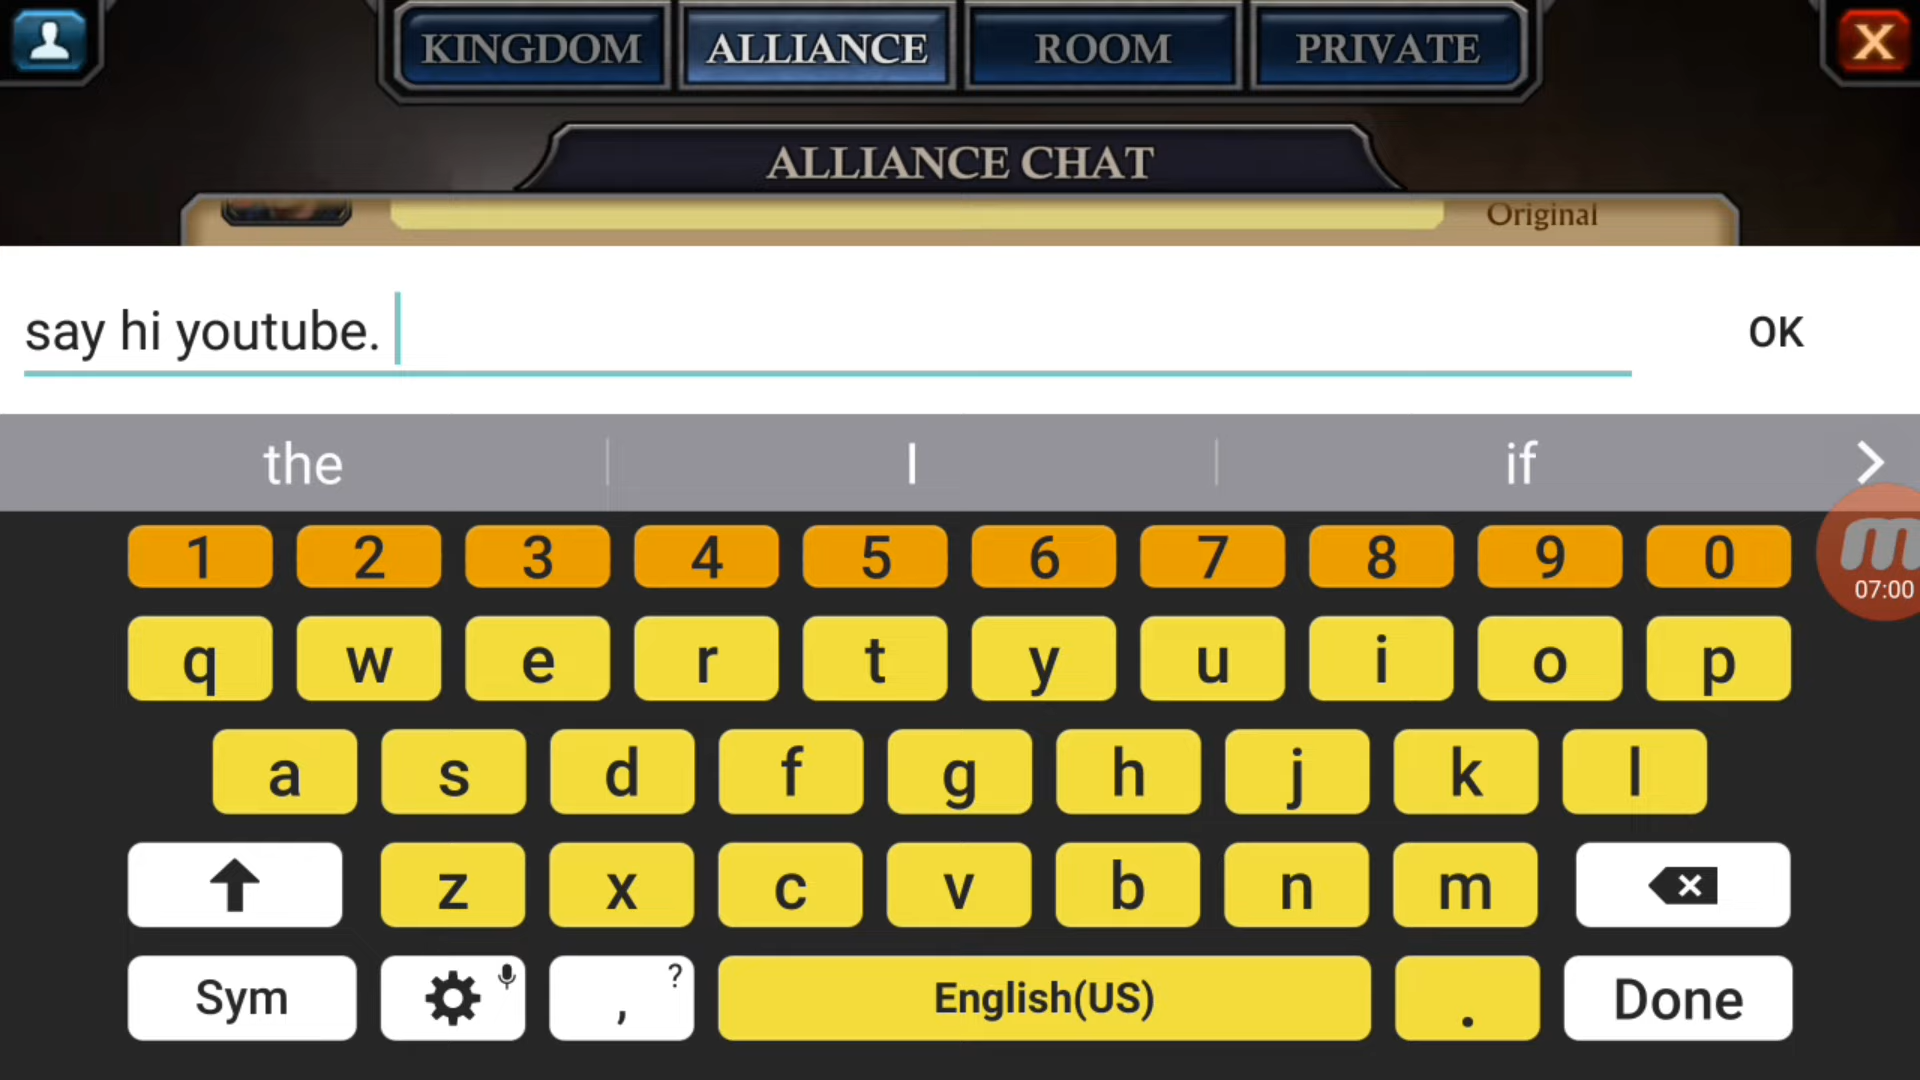 KINGDOM ALLIANCE ROOM PRIVATE X
ALLIANCE CHAT
Original
say hi youtube.
OK
the I if
07:00
1 2 3 4 5 6 7 8 9 0
q w e r t y u i o p
a s d f g h j k l
z x c v b n m
Sym , ? English(US) . Done